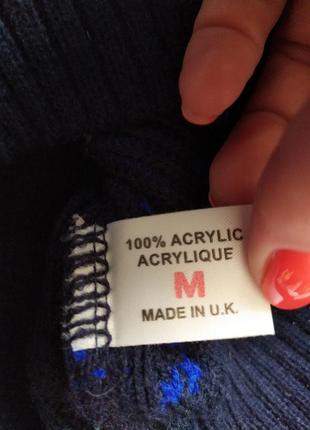 100% ACRYLIC
ACRYLIQUE
M
MADE IN U.K.